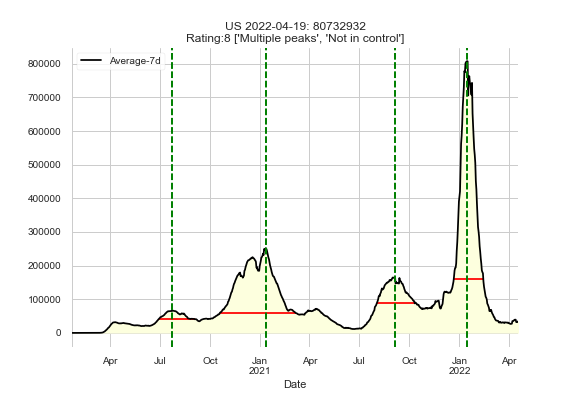 US 2022-04-19: 80732932
Rating:8 ['Multiple peaks', 'Not in control']
Average-7d
800000
700000
600000
500000
400000
300000
200000
100000
0
Apr Jul Oct Jan Apr Jul Oct Jan Apr
2021 2022
Date